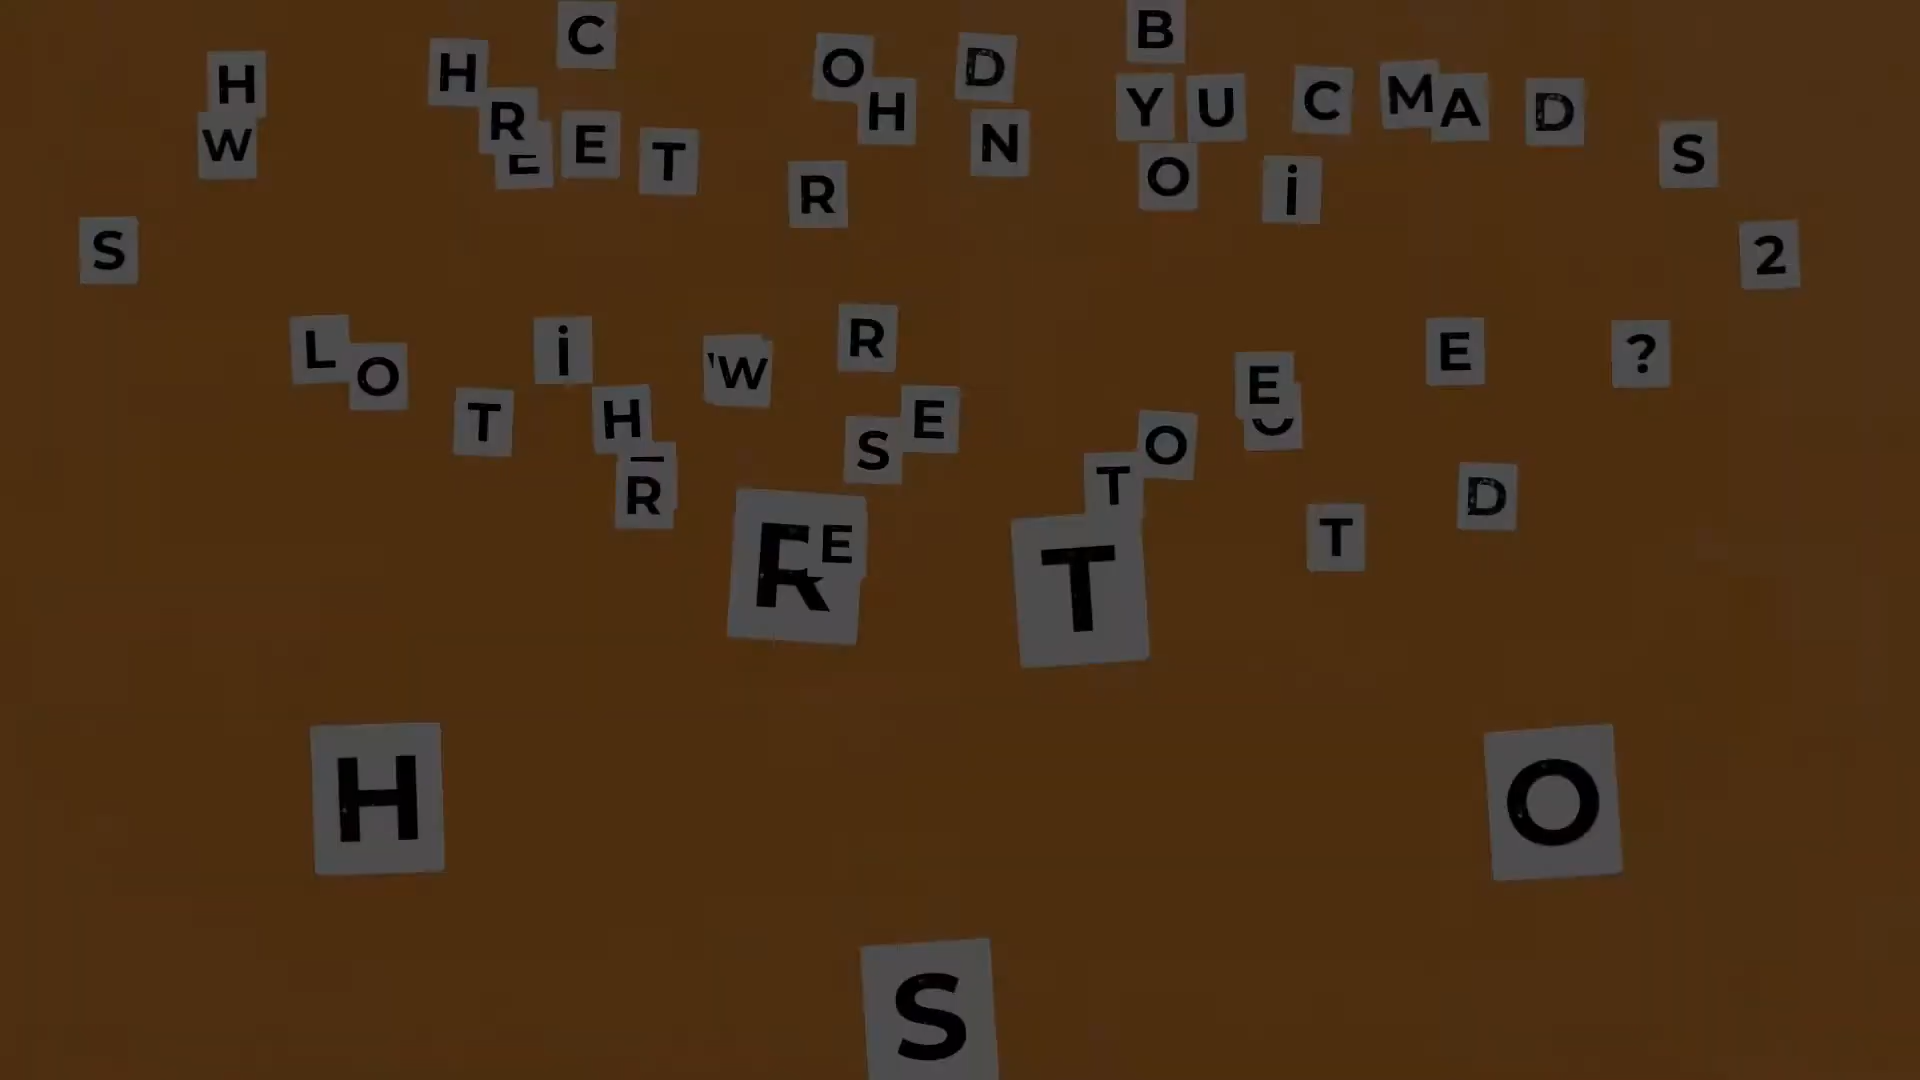 C B
H H O D
W R E E T H N Y U C M A D S
R O İ
S 2
L O İ W R E E ?
T H S E T O
R E T D
R T
H O
S